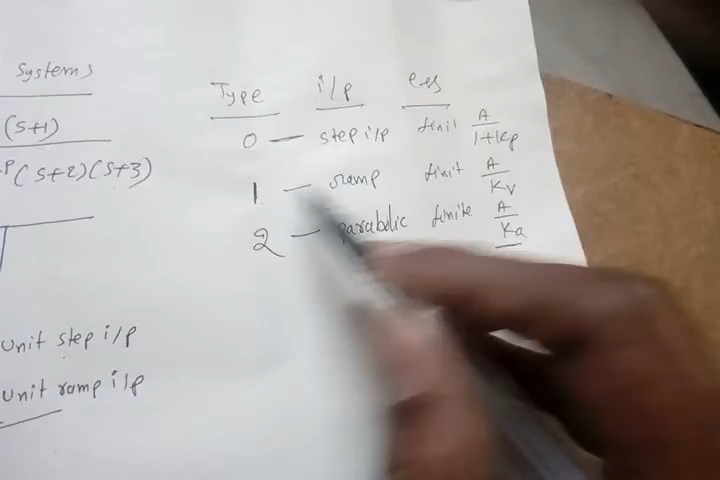 Systems
(S+1)
P(S+2)(S+3)
unit step i/p
unit ramp i/p
Type i/p ess
0 — step i/p finit A/1+kp
1 — ramp finit A/Kv
2 — parabolic finite A/Ka